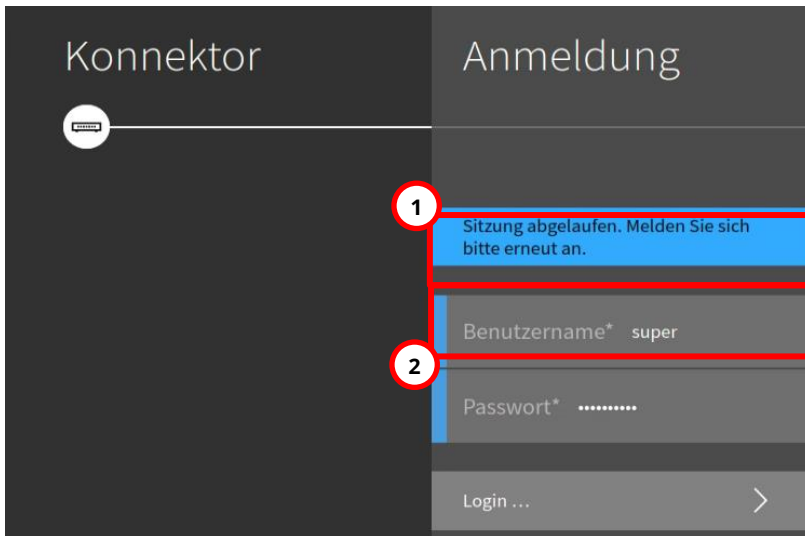 Konnektor
Anmeldung
1
Sitzung abgelaufen. Melden Sie sich
bitte erneut an.
Benutzername* super
2
Passwort* ••••••••••
Login ...